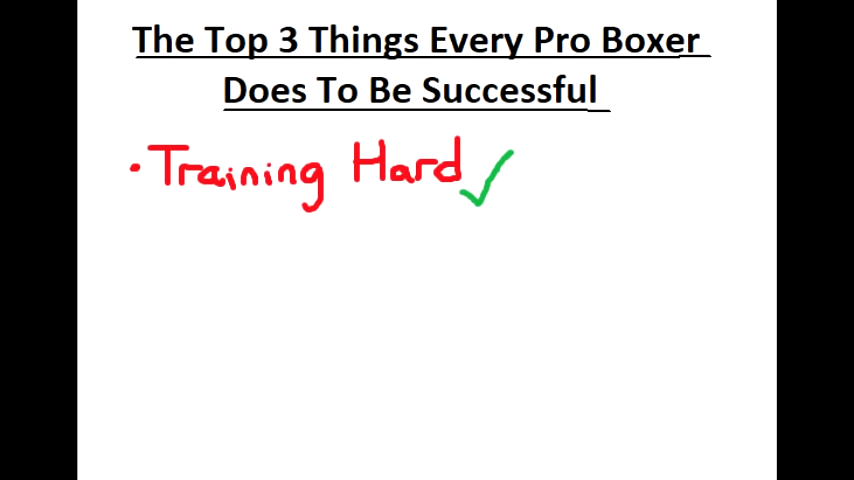 The Top 3 Things Every Pro Boxer
Does To Be Successful
· Training Hard ✓